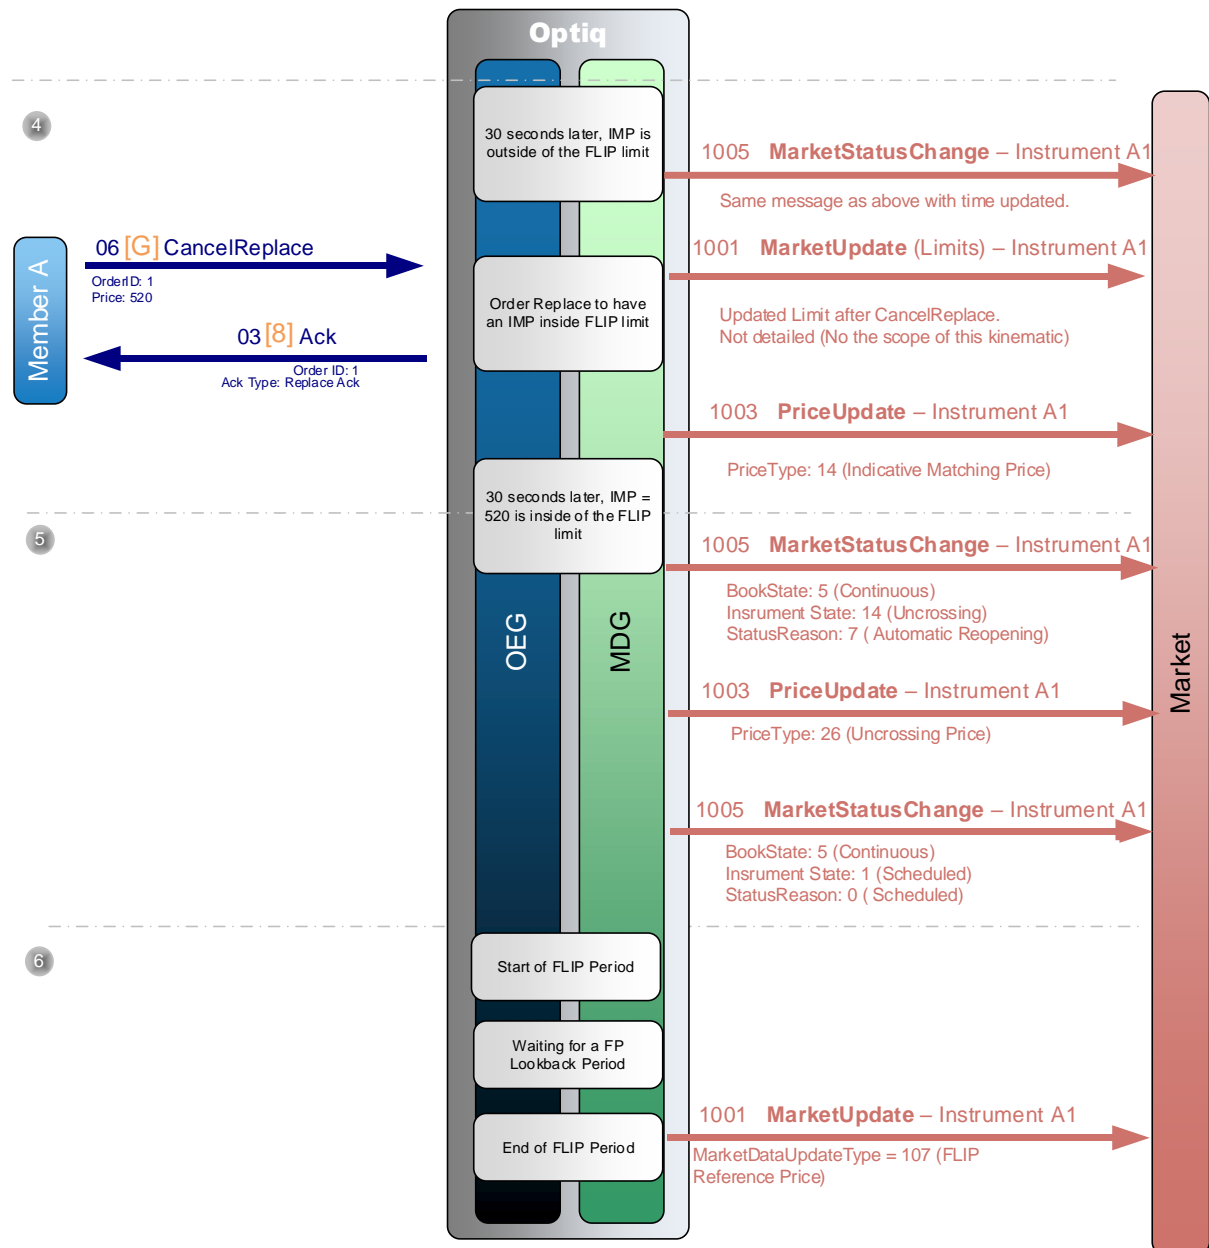 Optiq
4
30 seconds later, IMP is
outside of the FLIP limit
1005 MarketStatusChange – Instrument A1
Same message as above with time updated.
Member A
06 [G] CancelReplace
OrderID: 1
Price: 520
1001 MarketUpdate (Limits) – Instrument A1
Order Replace to have
an IMP inside FLIP limit
Updated Limit after CancelReplace.
Not detailed (No the scope of this kinematic)
03 [8] Ack
Order ID: 1
Ack Type: Replace Ack
1003 PriceUpdate – Instrument A1
PriceType: 14 (Indicative Matching Price)
30 seconds later, IMP =
520 is inside of the FLIP
limit
5
1005 MarketStatusChange – Instrument A1
BookState: 5 (Continuous)
Insrument State: 14 (Uncrossing)
StatusReason: 7 ( Automatic Reopening)
OEG
MDG
Market
1003 PriceUpdate – Instrument A1
PriceType: 26 (Uncrossing Price)
1005 MarketStatusChange – Instrument A1
BookState: 5 (Continuous)
Insrument State: 1 (Scheduled)
StatusReason: 0 ( Scheduled)
6
Start of FLIP Period
Waiting for a FP
Lookback Period
End of FLIP Period
1001 MarketUpdate – Instrument A1
MarketDataUpdateType = 107 (FLIP
Reference Price)